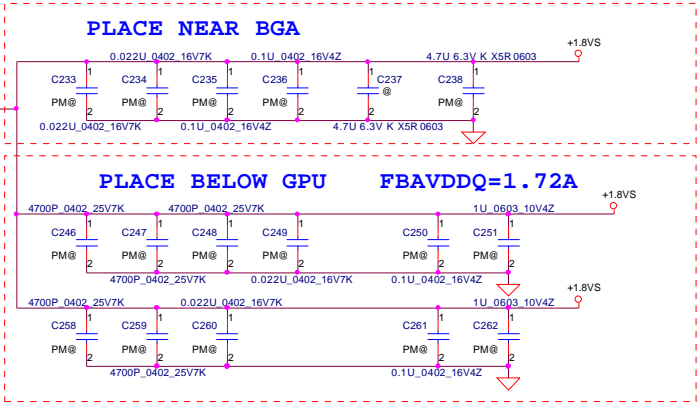 PLACE NEAR BGA
+1.8VS
0.022U_0402_16V7K 0.1U_0402_16V4Z 4.7U 6.3V K X5R 0603
1 1 1 1 1 1
C233 C234 C235 C236 C237 C238
PM@ PM@ PM@ PM@ @ PM@
2 2 2 2 2 2
0.022U_0402_16V7K 0.1U_0402_16V4Z 4.7U 6.3V K X5R 0603
PLACE BELOW GPU FBAVDDQ=1.72A
+1.8VS
4700P_0402_25V7K 4700P_0402_25V7K 1U_0603_10V4Z
1 1 1 1 1 1
C246 C247 C248 C249 C250 C251
PM@ PM@ PM@ PM@ PM@ PM@
2 2 2 2 2 2
4700P_0402_25V7K 0.022U_0402_16V7K 0.1U_0402_16V4Z
+1.8VS
4700P_0402_25V7K 0.022U_0402_16V7K 1U_0603_10V4Z
1 1 1 1 1
C258 C259 C260 C261 C262
PM@ PM@ PM@ PM@ PM@
2 2 2 2 2
4700P_0402_25V7K 0.1U_0402_16V4Z